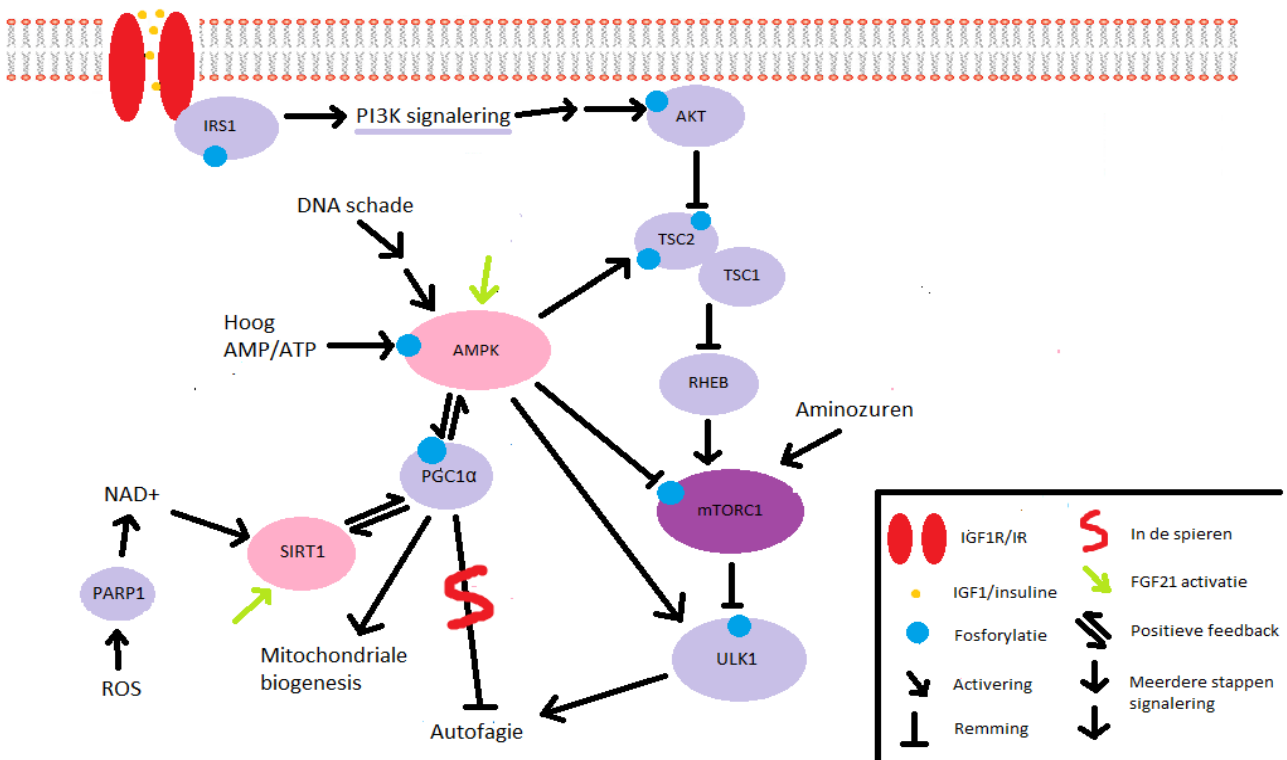 IRS1
PI3K signalering
AKT
DNA schade
TSC2
TSC1
Hoog
AMP/ATP
AMPK
RHEB
Aminozuren
PGC1α
NAD+
mTORC1
SIRT1
PARP1
Mitochondriale
biogenesis
ULK1
ROS
Autofagie
IGF1R/IR
In de spieren
IGF1/insuline
FGF21 activatie
Fosforylatie
Positieve feedback
Activering
Meerdere stappen
signalering
Remming